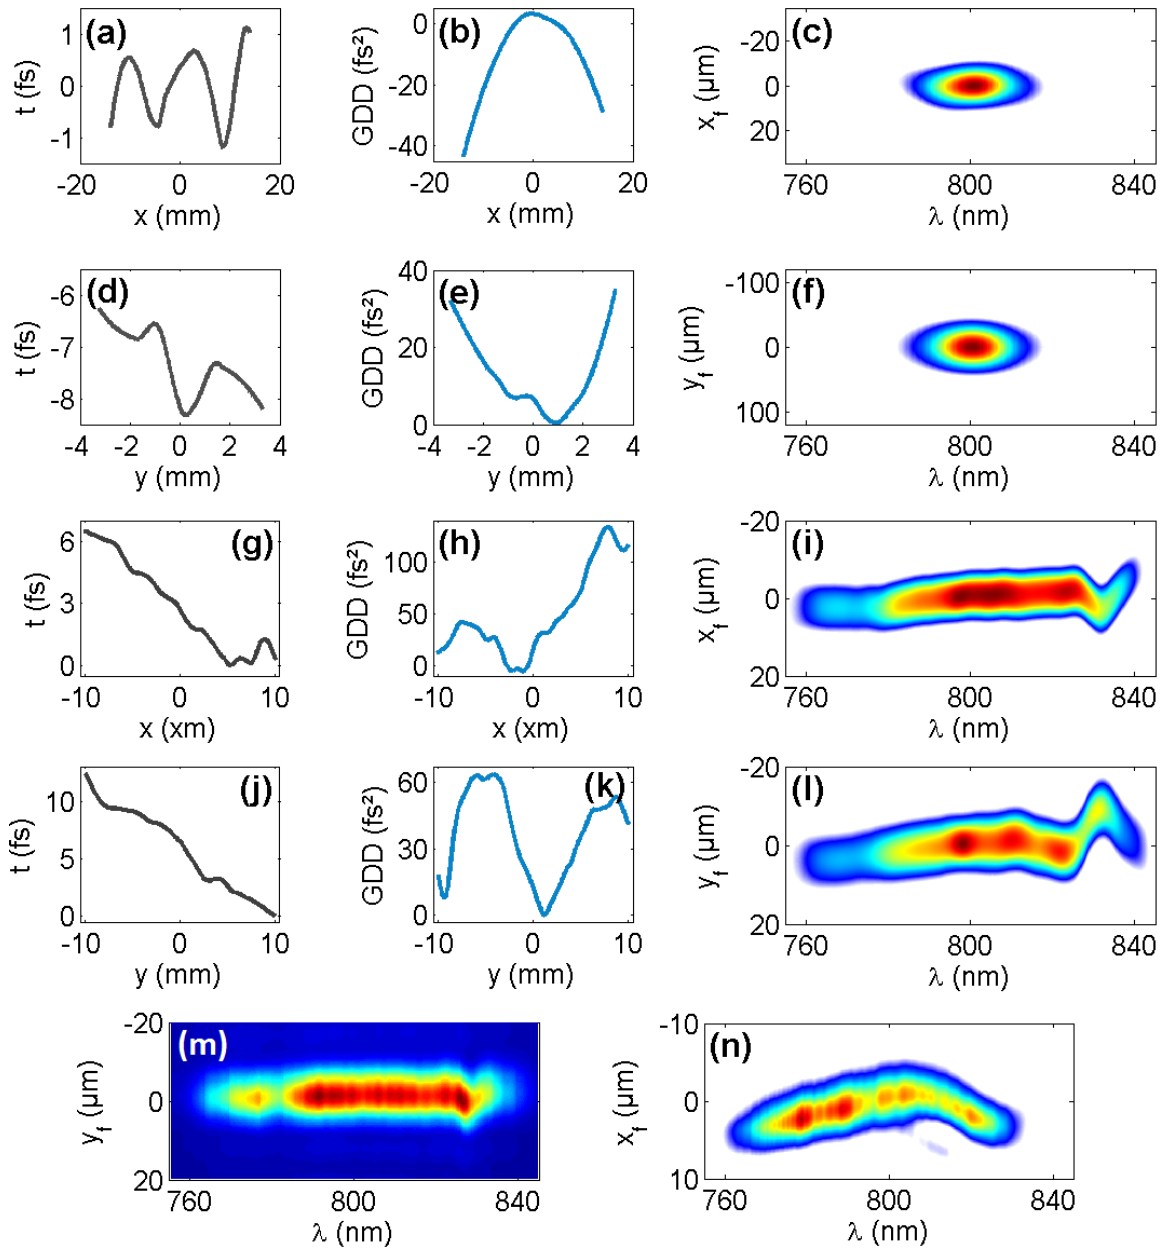 (a)
t (fs)
1
0
-1
-20
0
20
x (mm)
(b)
GDD (fs²)
0
-20
-40
-20
0
20
x (mm)
(c)
x_f (µm)
-20
0
20
760
800
840
λ (nm)
(d)
t (fs)
-6
-7
-8
-4
-2
0
2
4
y (mm)
(e)
GDD (fs²)
40
20
0
-4
-2
0
2
4
y (mm)
(f)
y_f (µm)
-100
0
100
760
800
840
λ (nm)
(g)
t (fs)
6
3
0
-10
0
10
x (xm)
(h)
GDD (fs²)
100
50
0
-10
0
10
x (xm)
(i)
x_f (µm)
-20
0
20
760
800
840
λ (nm)
(j)
t (fs)
10
5
0
-10
0
10
y (mm)
(k)
GDD (fs²)
60
30
0
-10
0
10
y (mm)
(l)
y_f (µm)
-20
0
20
760
800
840
λ (nm)
(m)
y_f (µm)
-20
0
20
760
800
840
λ (nm)
(n)
x_f (µm)
-10
0
10
760
800
840
λ (nm)